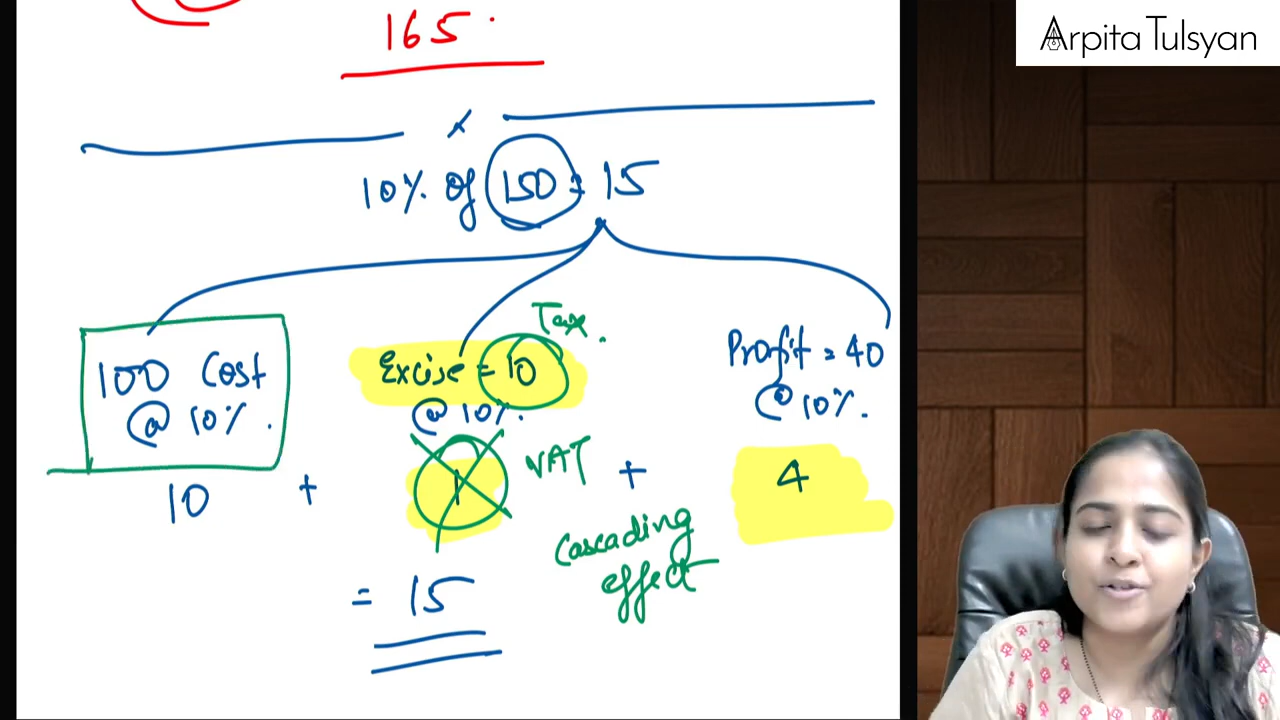 Arpita Tulsyan
165
x
10% of 150 = 15
100 Cost
@ 10%.
Excise = 10
@ 10%.
Tax.
Profit = 40
@ 10%.
10 + 1 VAT + 4
Cascading
effect
= 15